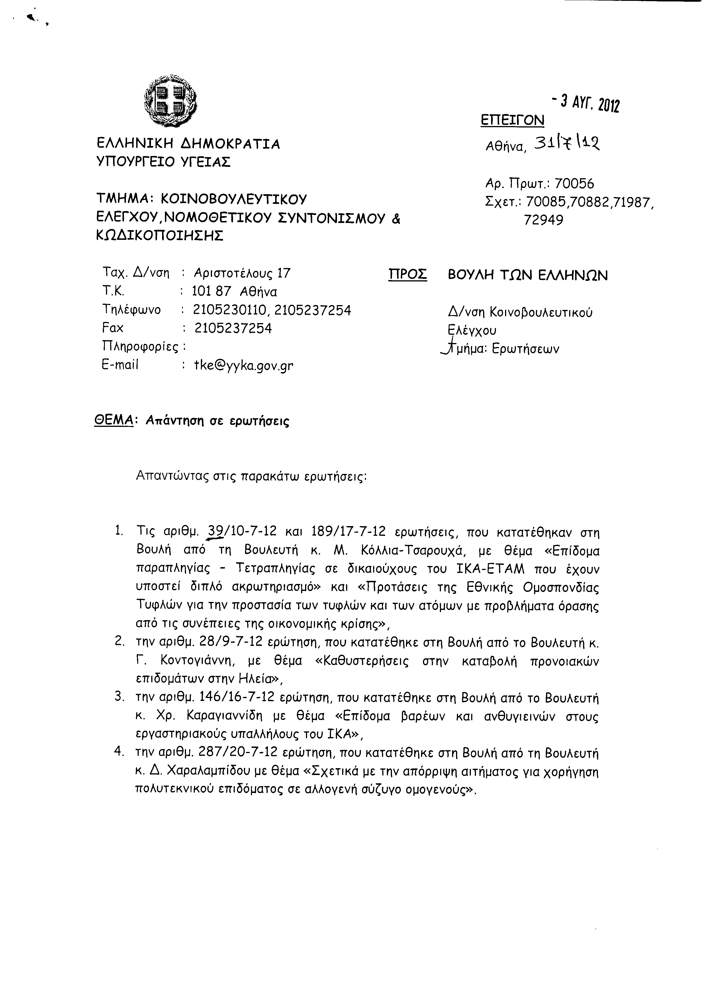 - 3 ΑΥΓ. 2012
ΕΠΕΙΓΟΝ
ΕΛΛΗΝΙΚΗ ΔΗΜΟΚΡΑΤΙΑ
ΥΠΟΥΡΓΕΙΟ ΥΓΕΙΑΣ
Αθήνα, 31/7/12
Αρ. Πρωτ.: 70056
Σχετ.: 70085,70882,71987,
72949
ΤΜΗΜΑ: ΚΟΙΝΟΒΟΥΛΕΥΤΙΚΟΥ
ΕΛΕΓΧΟΥ,ΝΟΜΟΘΕΤΙΚΟΥ ΣΥΝΤΟΝΙΣΜΟΥ &
ΚΩΔΙΚΟΠΟΙΗΣΗΣ
Ταχ. Δ/νση : Αριστοτέλους 17
Τ.Κ. : 101 87 Αθήνα
Τηλέφωνο : 2105230110, 2105237254
Fax : 2105237254
Πληροφορίες :
E-mail : tke@yyka.gov.gr
ΠΡΟΣ ΒΟΥΛΗ ΤΩΝ ΕΛΛΗΝΩΝ
Δ/νση Κοινοβουλευτικού
Ελέγχου
Τμήμα: Ερωτήσεων
ΘΕΜΑ: Απάντηση σε ερωτήσεις
Απαντώντας στις παρακάτω ερωτήσεις:
1. Τις αριθμ. 39/10-7-12 και 189/17-7-12 ερωτήσεις, που κατατέθηκαν στη
Βουλή από τη Βουλευτή κ. Μ. Κόλλια-Τσαρουχά, με θέμα «Επίδομα
παραπληγίας - Τετραπληγίας σε δικαιούχους του ΙΚΑ-ΕΤΑΜ που έχουν
υποστεί διπλό ακρωτηριασμό» και «Προτάσεις της Εθνικής Ομοσπονδίας
Τυφλών για την προστασία των τυφλών και των ατόμων με προβλήματα όρασης
από τις συνέπειες της οικονομικής κρίσης»,
2. την αριθμ. 28/9-7-12 ερώτηση, που κατατέθηκε στη Βουλή από το Βουλευτή κ.
Γ. Κοντογιάννη, με θέμα «Καθυστερήσεις στην καταβολή προνοιακών
επιδομάτων στην Ηλεία»,
3. την αριθμ. 146/16-7-12 ερώτηση, που κατατέθηκε στη Βουλή από το Βουλευτή
κ. Χρ. Καραγιαννίδη με θέμα «Επίδομα βαρέων και ανθυγιεινών στους
εργαστηριακούς υπαλλήλους του ΙΚΑ»,
4. την αριθμ. 287/20-7-12 ερώτηση, που κατατέθηκε στη Βουλή από τη Βουλευτή
κ. Δ. Χαραλαμπίδου με θέμα «Σχετικά με την απόρριψη αιτήματος για χορήγηση
πολυτεκνικού επιδόματος σε αλλογενή σύζυγο ομογενούς».